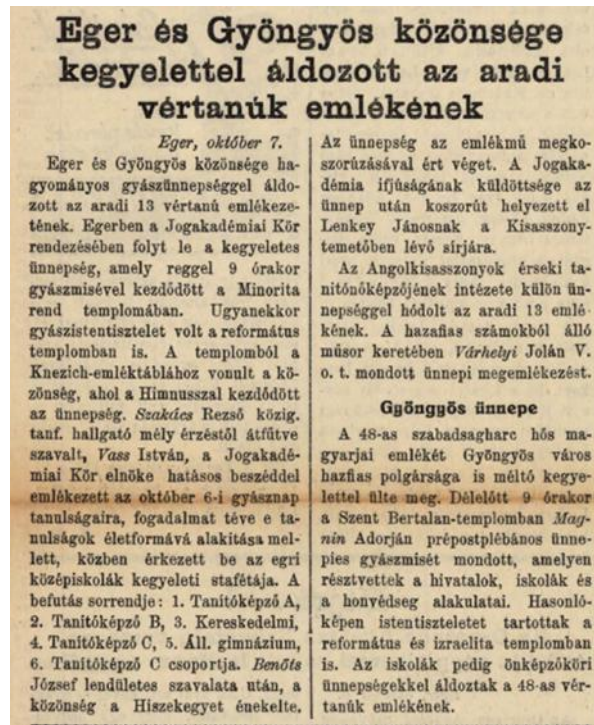 Eger és Gyöngyös közönsége
kegyelettel áldozott az aradi
vértanúk emlékének
Eger, október 7.
Eger és Gyöngyös közönsége ha-
gyományos gyászünnepséggel áldo-
zott az aradi 13 vértanú emlékeze-
tének. Egerben a Jogakadémiai Kör
rendezésében folyt le a kegyeletes
ünnepség, amely reggel 9 órakor
gyászmisével kezdődött a Minorita
rend templomában. Ugyanekkor
gyászistentisztelet volt a református
templomban is. A templomból a
Knezich-emléktáblához vonult a kö-
zönség, ahol a Himnusszal kezdődött
az ünnepség. Szakács Rezső közig.
tanf. hallgató mély érzéstől átfűtve
szavalt, Vass István, a Jogakadé-
miai Kör elnöke hatásos beszéddel
emlékezett az október 6-i gyásznap
tanulságaira, fogadalmat téve e ta-
nulságok életformává alakítása mel-
lett, közben érkezett be az egri
középiskolák kegyeleti stafétája. A
befutás sorrendje: 1. Tanítóképző A,
2. Tanítóképző B, 3. Kereskedelmi,
4. Tanítóképző C, 5. Áll. gimnázium,
6. Tanítóképző C csoportja. Benőts
József lendületes szavalata után, a
közönség a Hiszekegyet énekelte.
Az ünnepség az emlékmű megko-
szorúzásával ért véget. A Jogaka-
démia ifjúságának küldöttsége az
ünnep után koszorút helyezett el
Lenkey Jánosnak a Kisasszony-
temetőben lévő sírjára.
Az Angolkisasszonyok érseki ta-
nítónőképzőjének intézete külön ün-
nepséggel hódolt az aradi 13 emlé-
kének. A hazafias számokból álló
műsor keretében Várhelyi Jolán V.
o. t. mondott ünnepi megemlékezést.
Gyöngyös ünnepe
A 48-as szabadsagharc hős ma-
gyarjai emlékét Gyöngyös város
hazfias polgársága is méltó kegye-
lettel ülte meg. Délelőtt 9 órakor
a Szent Bertalan-templomban Mag-
nin Adorján prépostplébános ünne-
pies gyászmisét mondott, amelyen
résztvettek a hivatalok, iskolák és
a honvédség alakulatai. Hasonló-
képen istentiszteletet tartottak a
református és izraelita templomban
is. Az iskolák pedig önképzőköri
ünnepségekkel áldoztak a 48-as vér-
tanúk emlékének.